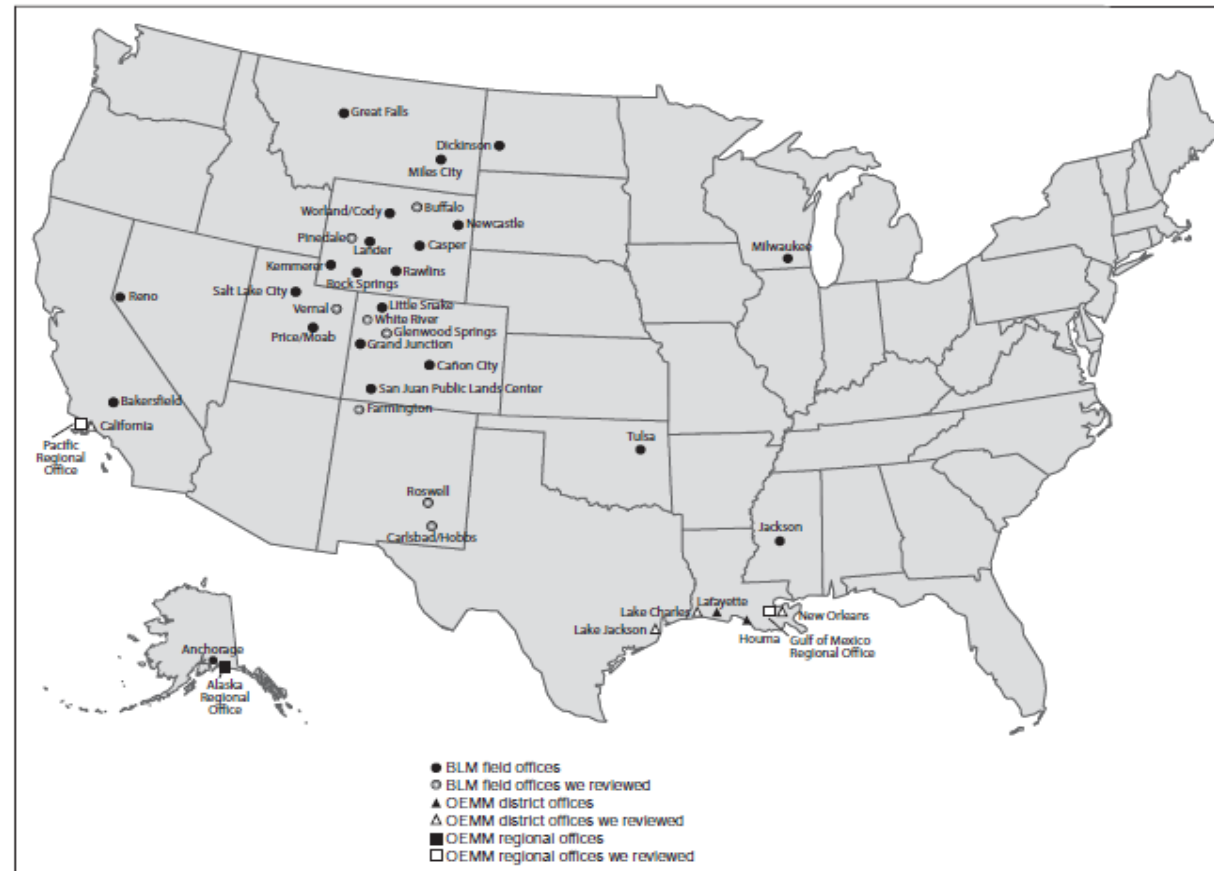 Great Falls
Dickinson
Miles City
Worland/Cody
Buffalo
Newcastle
Pinedale
Lander
Casper
Milwaukee
Kemmerer
Rock Springs
Rawlins
Salt Lake City
Reno
Little Snake
Vernal
White River
Glenwood Springs
Price/Moab
Grand Junction
Cañon City
San Juan Public Lands Center
Bakersfield
Farmington
California
Pacific
Regional
Office
Tulsa
Roswell
Carlsbad/Hobbs
Jackson
Lafayette
Lake Charles
New Orleans
Lake Jackson
Houma
Gulf of Mexico
Regional Office
Anchorage
Alaska
Regional
Office
BLM field offices
BLM field offices we reviewed
OEMM district offices
OEMM district offices we reviewed
OEMM regional offices
OEMM regional offices we reviewed